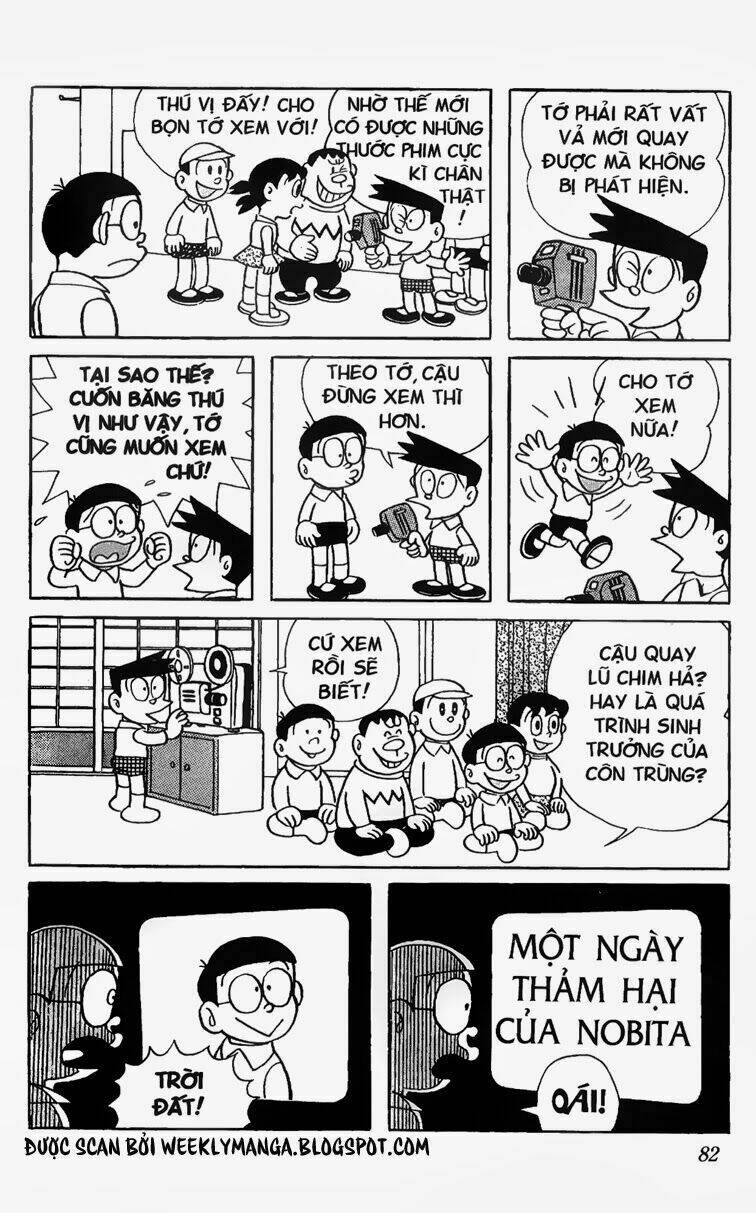 THÚ VỊ ĐẤY! CHO
BỌN TỚ XEM VỚI!
NHỜ THẾ MỚI
CÓ ĐƯỢC NHỮNG
THƯỚC PHIM CỰC
KÌ CHÂN
THẬT
!
TỚ PHẢI RẤT VẤT
VẢ MỚI QUAY
ĐƯỢC MÀ KHÔNG
BỊ PHÁT HIỆN.
TẠI SAO THẾ?
CUỐN BĂNG THÚ
VỊ NHƯ VẬY, TỚ
CŨNG MUỐN XEM
CHỨ!
THEO TỚ, CẬU
ĐỪNG XEM THÌ
HƠN.
CHO TỚ
XEM
NỮA!
CỨ XEM
RỒI SẼ
BIẾT!
CẬU QUAY
LŨ CHIM HẢ?
HAY LÀ QUÁ
TRÌNH SINH
TRƯỞNG CỦA
CÔN TRÙNG?
TRỜI
ĐẤT!
MỘT NGÀY
THẢM HẠI
CỦA NOBITA
QÁI!
ĐƯỢC SCAN BỞI WEEKLYMANGA.BLOGSPOT.COM
82